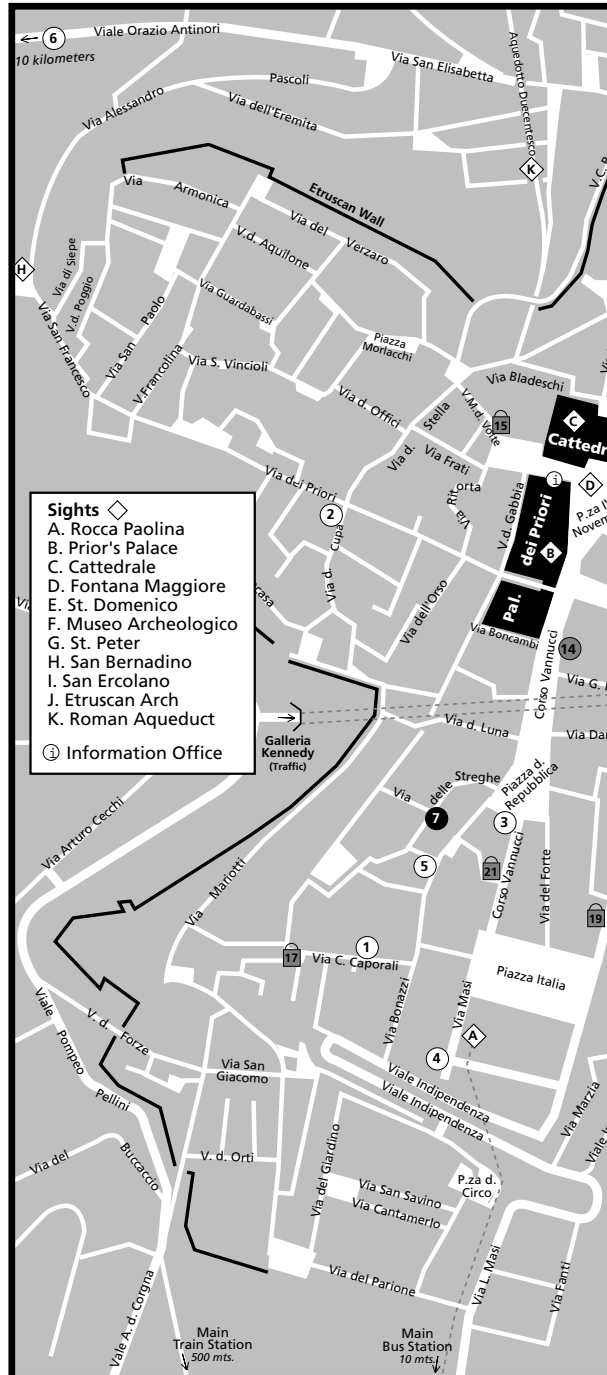 Viale Orazio Antinori
6
10 kilometers
Via San Elisabetta
Aquedotto Duecentesco
Pascoli
Via Alessandro
Via dell'Eremita
K
V.C. B
Via
Armonica
Etruscan Wall
Via del
Verzaro
V.d. Aquilone
H
Via di Siepe
V.d. Poggio
Via San
Paolo
Via Guardabassi
Piazza
Morlacchi
Via San Francesco
V.Francolina
Via S. Vincioli
Via Bladeschi
Via d. Offici
Via d.
Stella
V.M.d. Volte
15
C
Cattedr
Via Frati
Via dei Priori
Via
Ritorta
V.d. Gabbia
i
D
P.za I
Novem
2
Via d.
Cupa
dei Priori
B
Pal.
Via dell'Orso
Via Boncambi
14
Corso Vannucci
Via G.
Sights
A. Rocca Paolina
B. Prior's Palace
C. Cattedrale
D. Fontana Maggiore
E. St. Domenico
F. Museo Archeologico
G. St. Peter
H. San Bernadino
I. San Ercolano
J. Etruscan Arch
K. Roman Aqueduct
i Information Office
Galleria
Kennedy
(Traffic)
Via d. Luna
Via Dan
Via
delle Streghe
Piazza d.
Repubblica
7
3
5
21
Corso Vannucci
Via del Forte
19
Via Arturo Cecchi
Via
Mariotti
17
1
Via C. Caporali
Via Bonazzi
Via Masi
Piazza Italia
A
4
Viale
Pompeo
Pellini
V. d. Forze
Via San
Giacomo
Viale Indipendenza
Viale Indipendenza
Via Marzia
Via del
Buccaccio
V. d. Orti
Via del Giardino
Via San Savino
Via Cantamerlo
P.za d.
Circo
Via del Parione
Via L. Masi
Via Fanti
Vale A. d. Corgna
Main
Train Station
500 mts.
Main
Bus Station
10 mts.